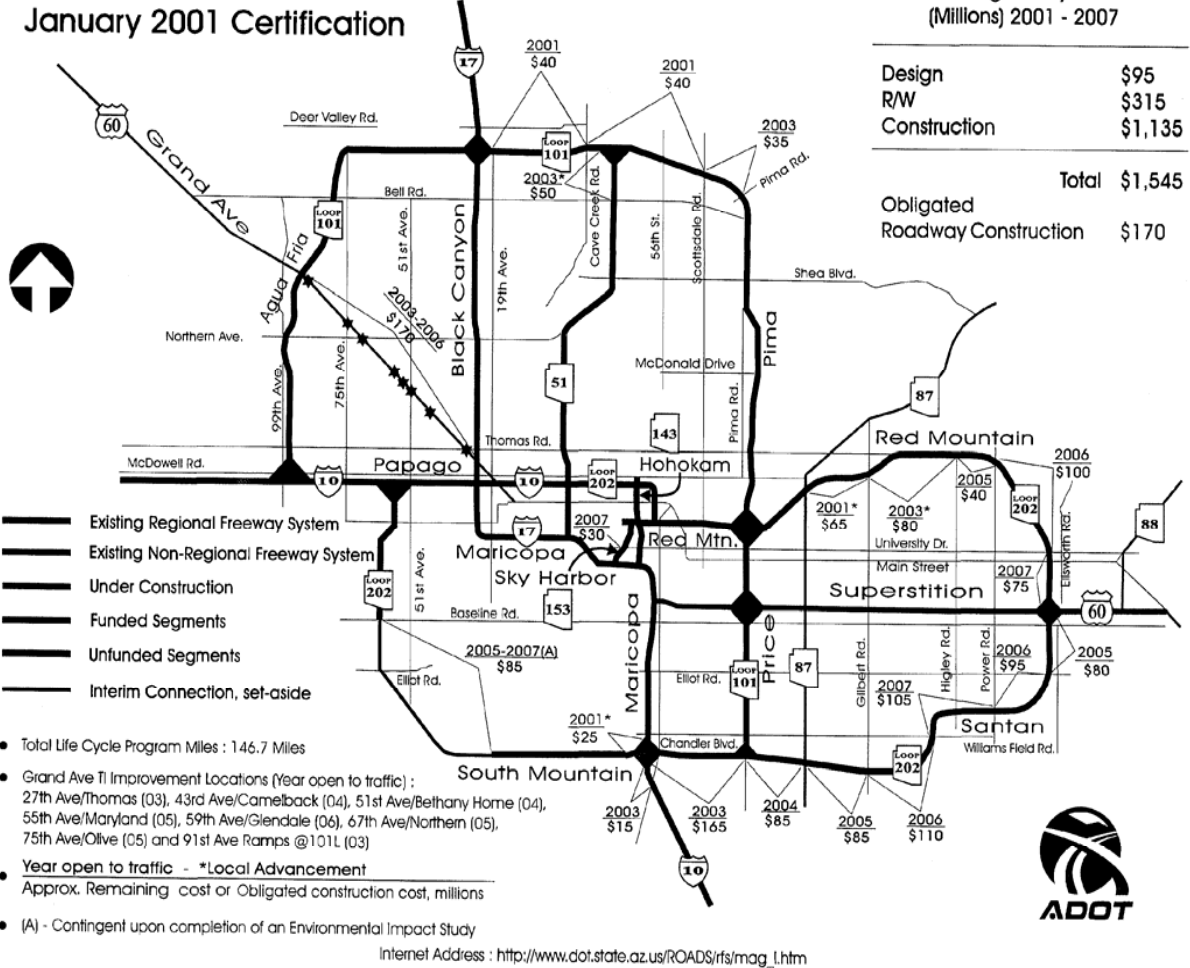 January 2001 Certification
(Millions) 2001 - 2007
Design $95
R/W $315
Construction $1,135
Total $1,545
Obligated
Roadway Construction $170
17
2001
$40
2001
$40
60
Grand Ave
Deer Valley Rd.
LOOP
101
2003
$35
Pima Rd.
2003*
$50
Bell Rd.
LOOP
101
Agua Fria
51st Ave.
Black Canyon
19th Ave.
Cave Creek Rd.
56th St.
Scottsdale Rd.
Shea Blvd.
2003-2006
$170
Northern Ave.
99th Ave.
75th Ave.
51
McDonald Drive
Pima
Pima Rd.
87
143
Hohokam
Thomas Rd.
McDowell Rd.
Papago
10
10
LOOP
202
Red Mountain
2006
$100
2005
$40
LOOP
202
2001*
$65
2003*
$80
Ellsworth Rd.
88
Existing Regional Freeway System
Existing Non-Regional Freeway System
Under Construction
Funded Segments
Unfunded Segments
Interim Connection, set-aside
17
2007
$30
Red Mtn.
Maricopa
Sky Harbor
University Dr.
Main Street
2007
$75
Superstition
60
LOOP
202
51st Ave.
153
Baseline Rd.
2005-2007(A)
$85
Elliot Rd.
Maricopa
Elliot Rd.
LOOP
101
Price
87
Gilbert Rd.
Higley Rd.
Power Rd.
2006
$95
2005
$80
2007
$105
Santan
Williams Field Rd.
2001*
$25
Chandler Blvd.
South Mountain
LOOP
202
2003
$15
2003
$165
2004
$85
2005
$85
2006
$110
10
• Total Life Cycle Program Miles : 146.7 Miles
• Grand Ave TI Improvement Locations (Year open to traffic) :
27th Ave/Thomas (03), 43rd Ave/Camelback (04), 51st Ave/Bethany Home (04),
55th Ave/Maryland (05), 59th Ave/Glendale (06), 67th Ave/Northern (05),
75th Ave/Olive (05) and 91st Ave Ramps @101L (03)
• Year open to traffic - *Local Advancement
Approx. Remaining cost or Obligated construction cost, millions
• (A) - Contingent upon completion of an Environmental Impact Study
ADOT
Internet Address : http://www.dot.state.az.us/ROADS/rfs/mag_l.htm